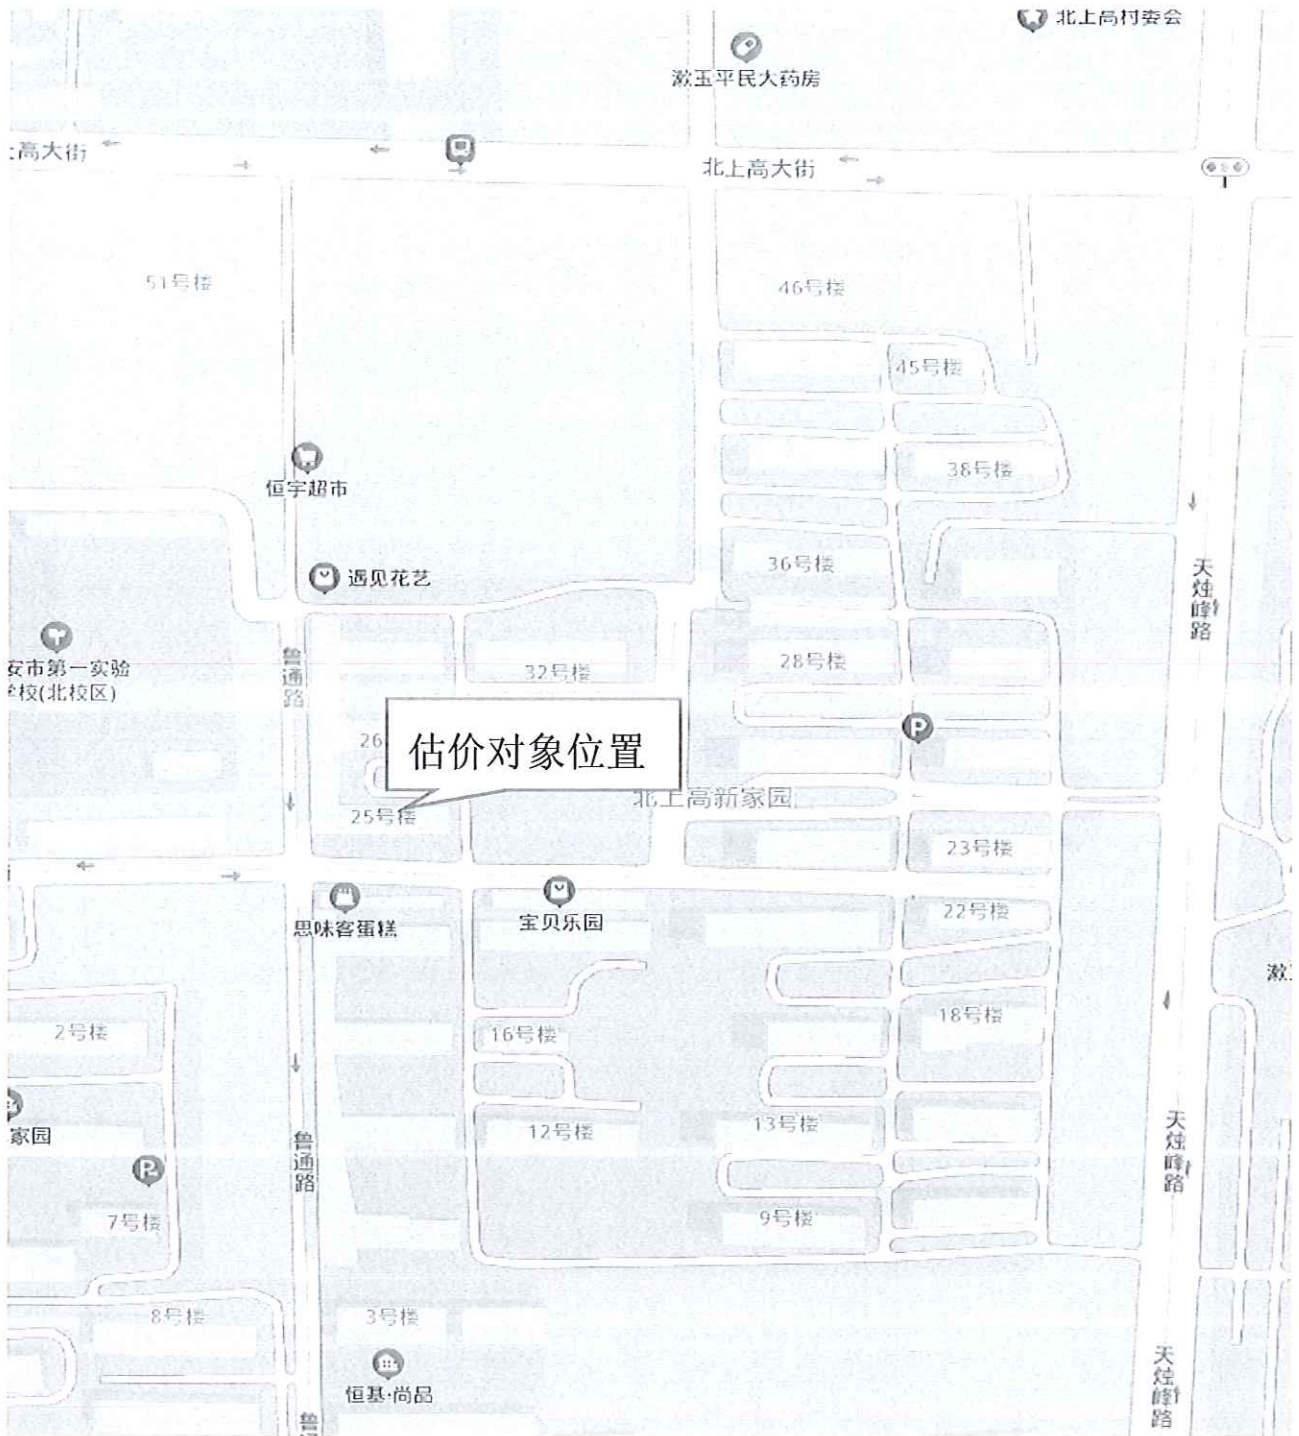 北上高村委会
漱玉平民大药房
上高大街
北上高大街
51号楼
46号楼
45号楼
38号楼
恒宇超市
36号楼
遇见花艺
天烛峰路
安市第一实验
学校(北校区)
鲁通路
32号楼
28号楼
26
估价对象位置
P
北上高新家园
25号楼
23号楼
22号楼
思味客蛋糕
宝贝乐园
漱
2号楼
16号楼
18号楼
家园
P
鲁通路
12号楼
13号楼
天烛峰路
7号楼
9号楼
8号楼
3号楼
恒基·尚品
天烛峰路
鲁